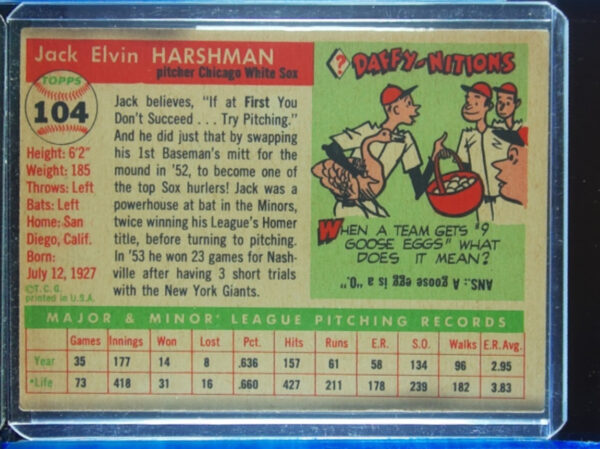 Jack Elvin HARSHMAN
pitcher Chicago White Sox
TOPPS
104
Height: 6'2"
Weight: 185
Throws: Left
Bats: Left
Home: San
Diego, Calif.
Born:
July 12, 1927
©T.C.G.
printed in U.S.A.
Jack believes, "If at First You
Don't Succeed . . . Try Pitching."
And he did just that by swapping
his 1st Baseman's mitt for the
mound in '52, to become one of
the top Sox hurlers! Jack was a
powerhouse at bat in the Minors,
twice winning his League's Homer
title, before turning to pitching.
In '53 he won 23 games for Nash-
ville after having 3 short trials
with the New York Giants.
? DAFFY-NITIONS
WHEN A TEAM GETS "9
GOOSE EGGS" WHAT
DOES IT MEAN?
ANS.: A goose egg is a "O."
MAJOR & MINOR LEAGUE PITCHING RECORDS
Games Innings Won Lost Pct. Hits Runs E.R. S.O. Walks E.R.Avg.
Year 35 177 14 8 .636 157 61 58 134 96 2.95
*Life 73 418 31 16 .660 427 211 178 239 182 3.83